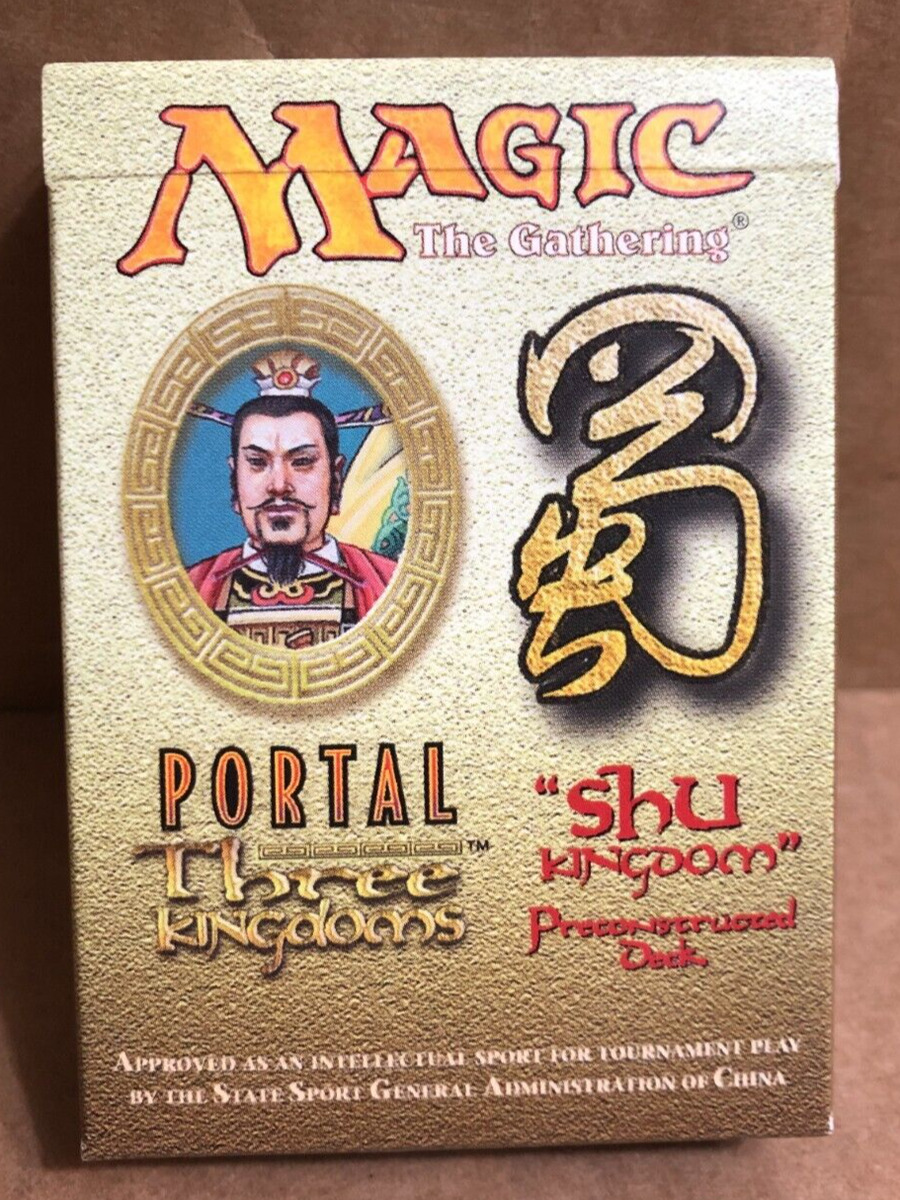 MAGIC
The Gathering®
蜀
PORTAL
Three™
KINGDOMS
"Shu
KINGDOM"
Preconstructed
Deck
APPROVED AS AN INTELLECTUAL SPORT FOR TOURNAMENT PLAY
BY THE STATE SPORT GENERAL ADMINISTRATION OF CHINA